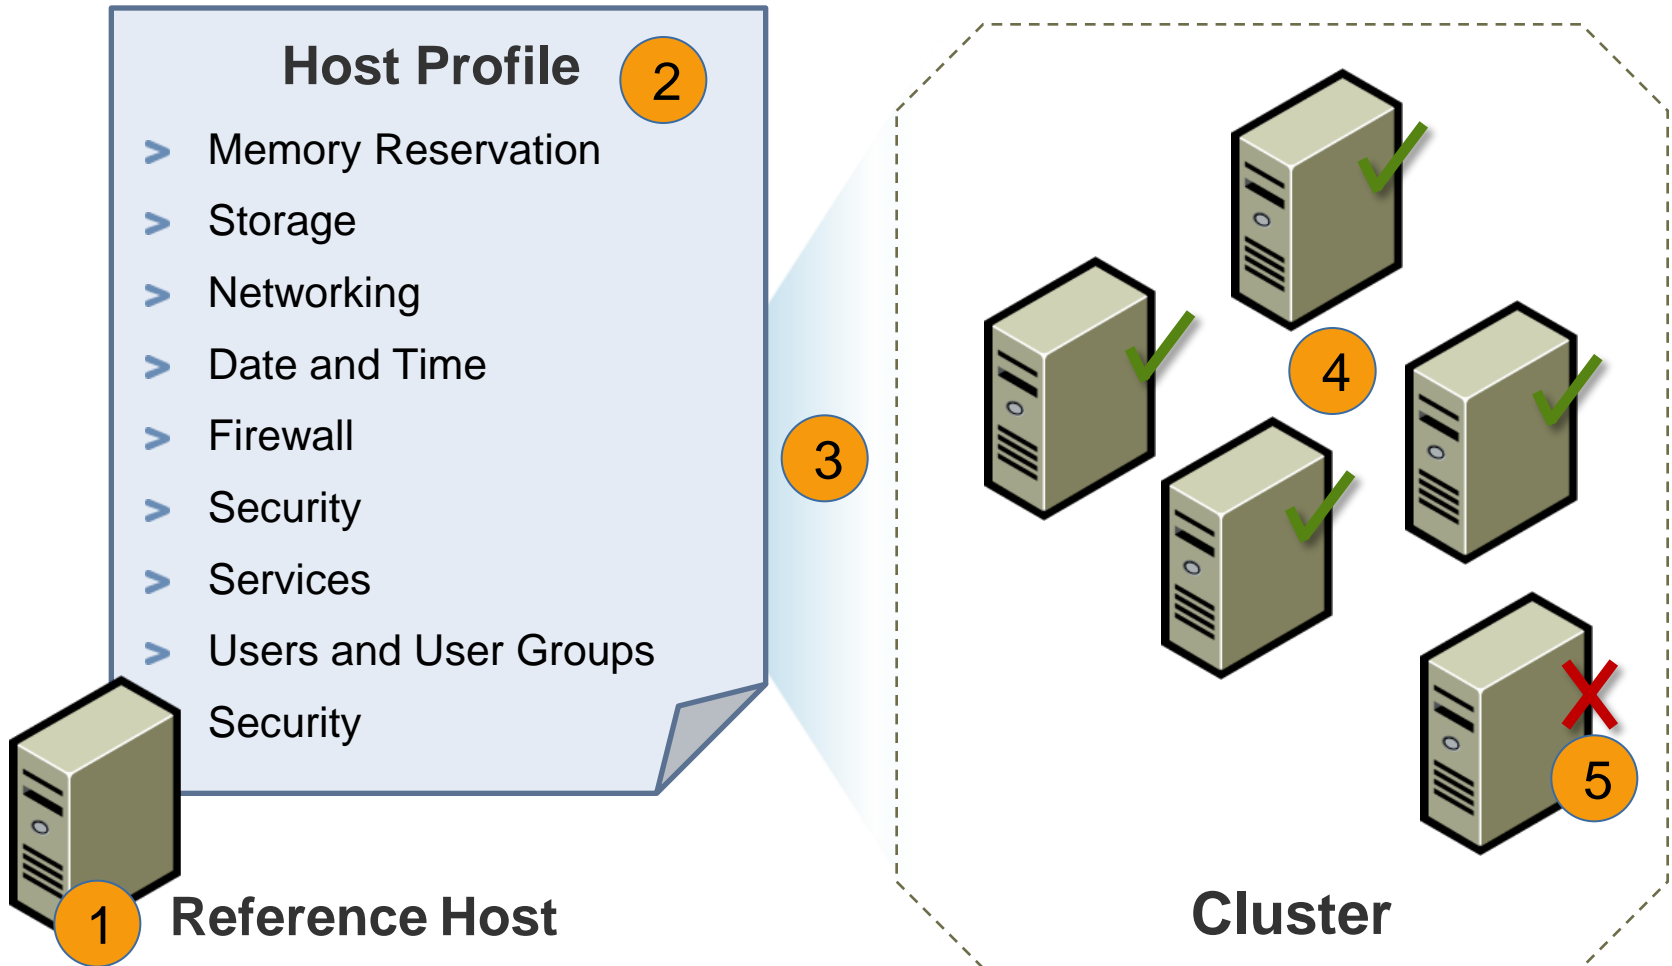 Host Profile
2
> Memory Reservation
> Storage
> Networking
> Date and Time
> Firewall
> Security
> Services
> Users and User Groups
Security
1
Reference Host
3
4
5
Cluster